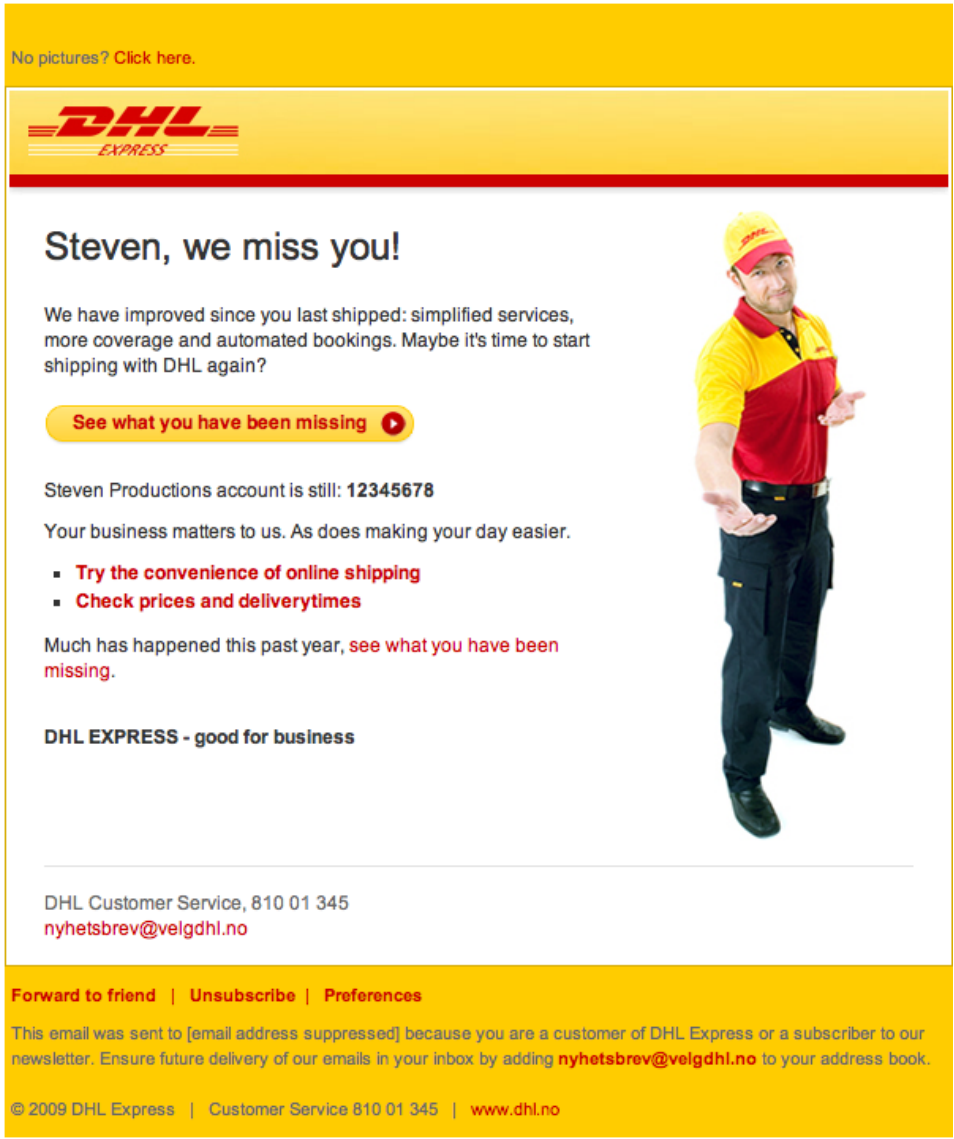 No pictures? Click here.
DHL
EXPRESS
Steven, we miss you!
We have improved since you last shipped: simplified services,
more coverage and automated bookings. Maybe it's time to start
shipping with DHL again?
See what you have been missing
Steven Productions account is still: 12345678
Your business matters to us. As does making your day easier.
Try the convenience of online shipping
Check prices and deliverytimes
Much has happened this past year, see what you have been
missing.
DHL EXPRESS - good for business
DHL
DHL
DHL Customer Service, 810 01 345
nyhetsbrev@velgdhl.no
Forward to friend | Unsubscribe | Preferences
This email was sent to [email address suppressed] because you are a customer of DHL Express or a subscriber to our
newsletter. Ensure future delivery of our emails in your inbox by adding nyhetsbrev@velgdhl.no to your address book.
© 2009 DHL Express | Customer Service 810 01 345 | www.dhl.no